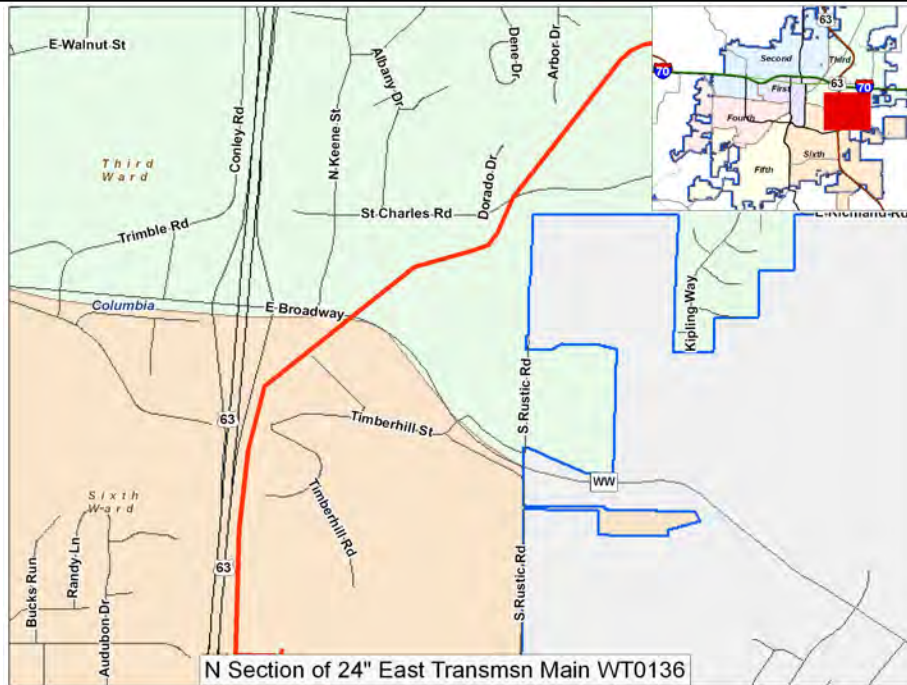 E Walnut St
Conley Rd
N Keene St
Albany Dr
Dene Dr
Arbor Dr
63
Second
Third
70
63
70
First
Fourth
Sixth
Fifth
Third
Ward
Trimble Rd
St Charles Rd
Dorado Dr
E Richland Rd
Columbia
E Broadway
Kipling Way
S Rustic Rd
63
Timberhill St
WW
Sixth
Ward
Timberhill Rd
Bucks Run
Randy Ln
Audubon Dr
63
S Rustic Rd
N Section of 24" East Transmsn Main WT0136